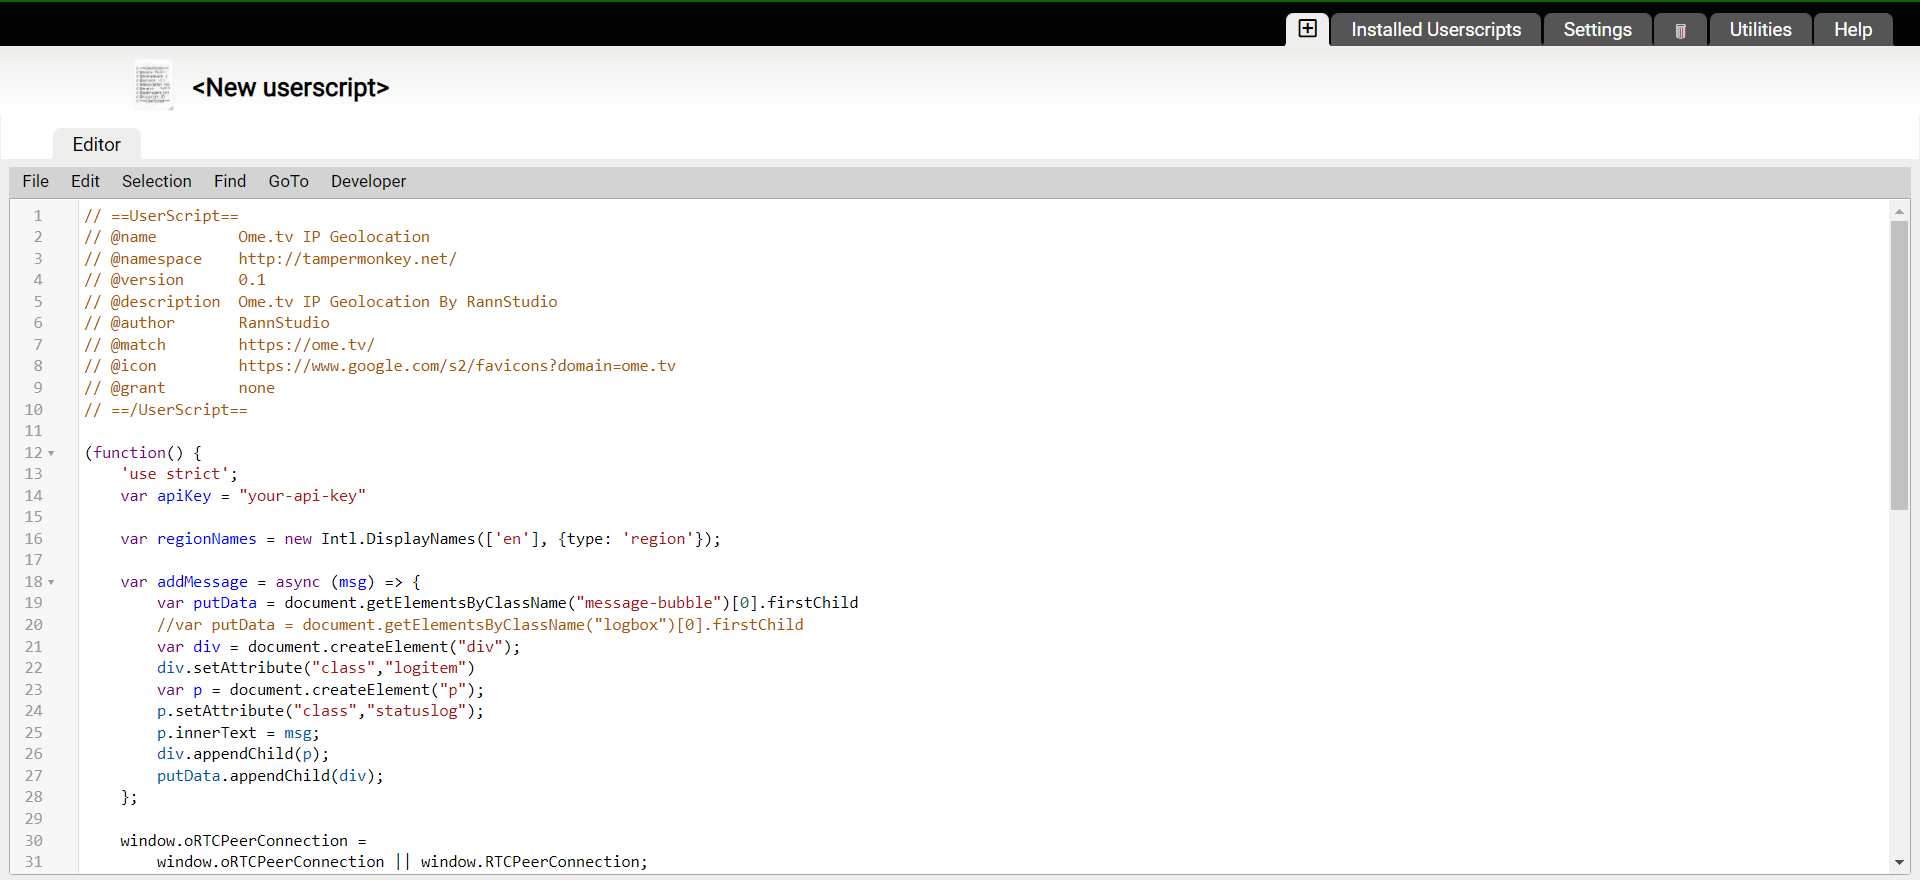 Installed Userscripts Settings Utilities Help
<New userscript>
Editor
File Edit Selection Find GoTo Developer
1 // ==UserScript==
2 // @name Ome.tv IP Geolocation
3 // @namespace http://tampermonkey.net/
4 // @version 0.1
5 // @description Ome.tv IP Geolocation By RannStudio
6 // @author RannStudio
7 // @match https://ome.tv/
8 // @icon https://www.google.com/s2/favicons?domain=ome.tv
9 // @grant none
10 // ==/UserScript==
11
12 (function() {
13 'use strict';
14 var apiKey = "your-api-key"
15
16 var regionNames = new Intl.DisplayNames(['en'], {type: 'region'});
17
18 var addMessage = async (msg) => {
19 var putData = document.getElementsByClassName("message-bubble")[0].firstChild
20 //var putData = document.getElementsByClassName("logbox")[0].firstChild
21 var div = document.createElement("div");
22 div.setAttribute("class","logitem")
23 var p = document.createElement("p");
24 p.setAttribute("class","statuslog");
25 p.innerText = msg;
26 div.appendChild(p);
27 putData.appendChild(div);
28 };
29
30 window.oRTCPeerConnection =
31 window.oRTCPeerConnection || window.RTCPeerConnection;